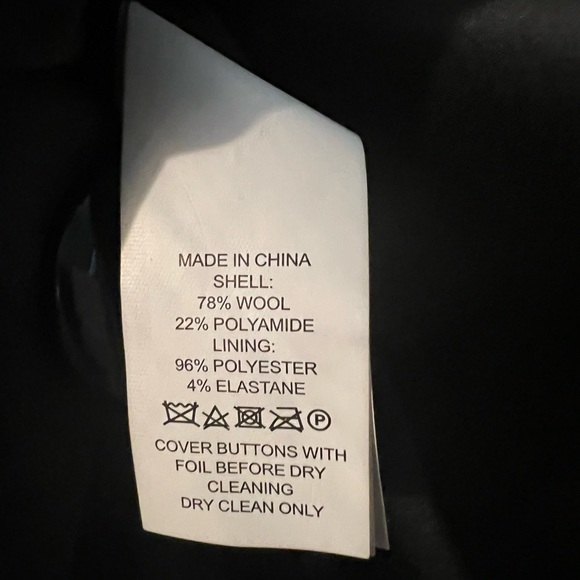 MADE IN CHINA
SHELL:
78% WOOL
22% POLYAMIDE
LINING:
96% POLYESTER
4% ELASTANE
P
COVER BUTTONS WITH
FOIL BEFORE DRY
CLEANING
DRY CLEAN ONLY